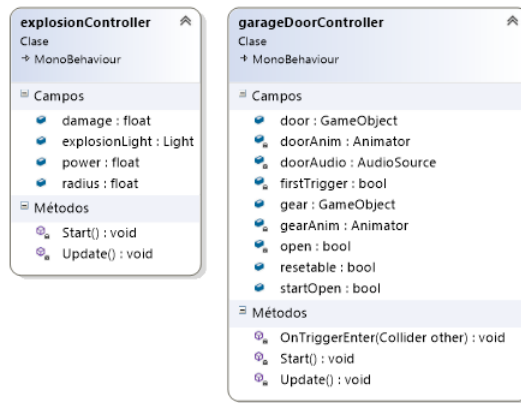 explosionController
Clase
MonoBehaviour
Campos
damage : float
explosionLight : Light
power : float
radius : float
Métodos
Start() : void
Update() : void
garageDoorController
Clase
MonoBehaviour
Campos
door : GameObject
doorAnim : Animator
doorAudio : AudioSource
firstTrigger : bool
gear : GameObject
gearAnim : Animator
open : bool
resetable : bool
startOpen : bool
Métodos
OnTriggerEnter(Collider other) : void
Start() : void
Update() : void